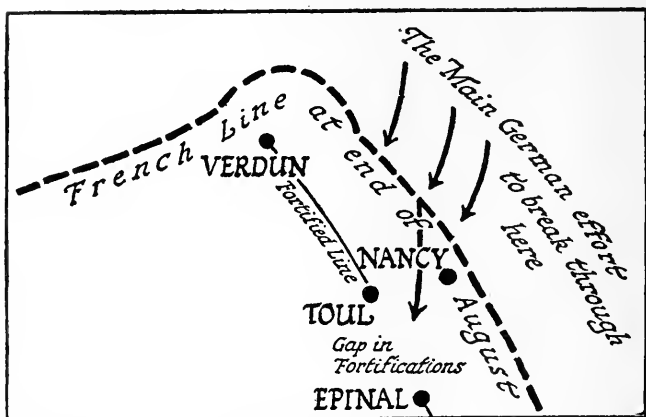 The Main German effort
to break through
here
French Line at end of August
VERDUN
Fortified Line
NANCY
TOUL
Gap in
Fortifications
EPINAL